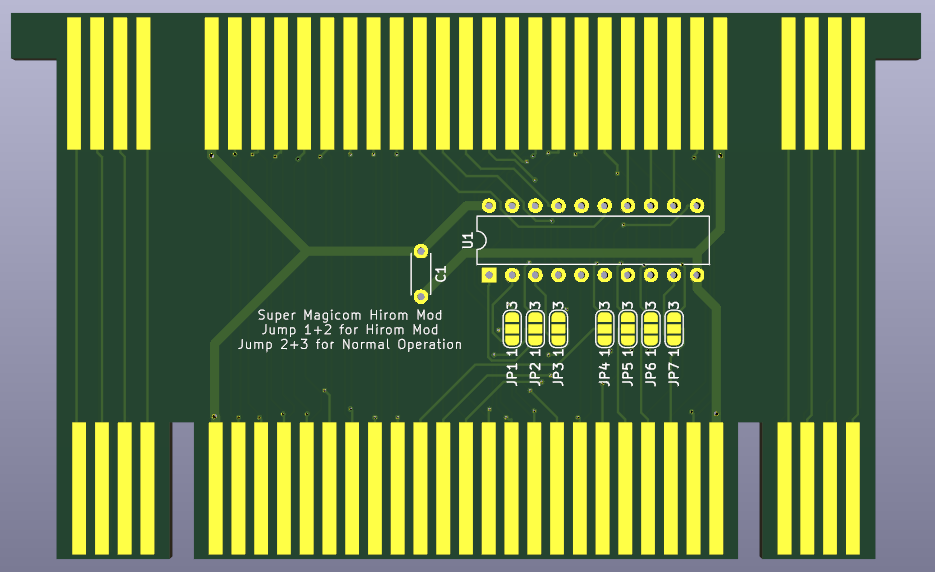 U1
C1
Super Magicom Hirom Mod
Jump 1+2 for Hirom Mod
Jump 2+3 for Normal Operation
JP1 1 3
JP2 1 3
JP3 1 3
JP4 1 3
JP5 1 3
JP6 1 3
JP7 1 3